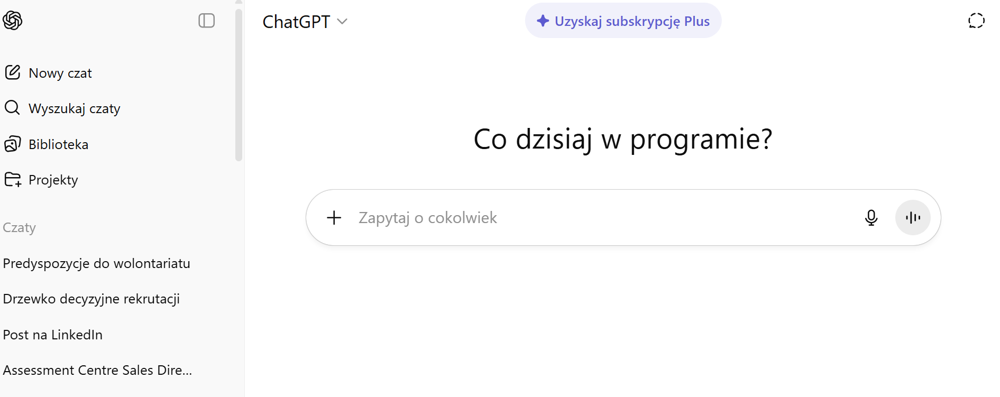 ChatGPT
Uzyskaj subskrypcję Plus
Nowy czat
Wyszukaj czaty
Biblioteka
Projekty
Czaty
Predyspozycje do wolontariatu
Drzewko decyzyjne rekrutacji
Post na LinkedIn
Assessment Centre Sales Dire...
Co dzisiaj w programie?
Zapytaj o cokolwiek